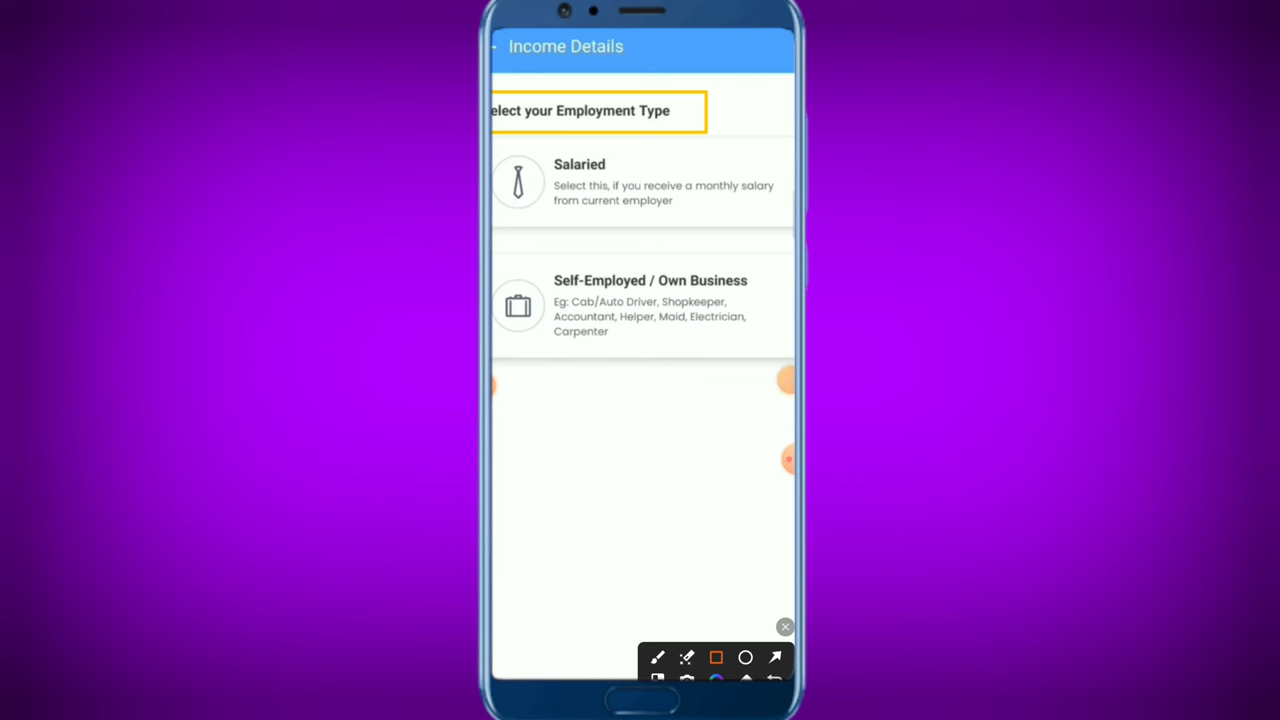 Income Details
elect your Employment Type
Salaried
Select this, if you receive a monthly salary
from current employer
Self-Employed / Own Business
Eg: Cab/Auto Driver, Shopkeeper,
Accountant, Helper, Maid, Electrician,
Carpenter